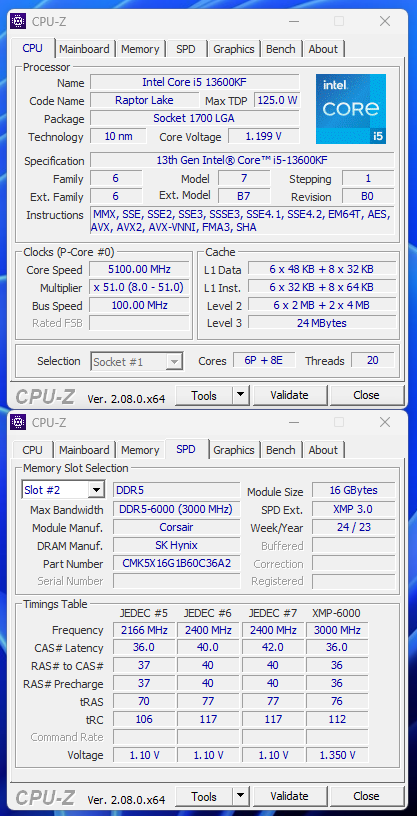 CPU-Z
CPU Mainboard Memory SPD Graphics Bench About
Processor
Name Intel Core i5 13600KF
Code Name Raptor Lake Max TDP 125.0 W
Package Socket 1700 LGA
Technology 10 nm Core Voltage 1.199 V
intel
CORE
i5
Specification 13th Gen Intel® Core™ i5-13600KF
Family 6 Model 7 Stepping 1
Ext. Family 6 Ext. Model B7 Revision B0
Instructions MMX, SSE, SSE2, SSE3, SSSE3, SSE4.1, SSE4.2, EM64T, AES,
AVX, AVX2, AVX-VNNI, FMA3, SHA
Clocks (P-Core #0)
Core Speed 5100.00 MHz
Multiplier x 51.0 (8.0 - 51.0)
Bus Speed 100.00 MHz
Rated FSB
Cache
L1 Data 6 x 48 KB + 8 x 32 KB
L1 Inst. 6 x 32 KB + 8 x 64 KB
Level 2 6 x 2 MB + 2 x 4 MB
Level 3 24 MBytes
Selection Socket #1 Cores 6P + 8E Threads 20
CPU-Z Ver. 2.08.0.x64 Tools Validate Close
CPU-Z
CPU Mainboard Memory SPD Graphics Bench About
Memory Slot Selection
Slot #2 DDR5 Module Size 16 GBytes
Max Bandwidth DDR5-6000 (3000 MHz) SPD Ext. XMP 3.0
Module Manuf. Corsair Week/Year 24 / 23
DRAM Manuf. SK Hynix Buffered
Part Number CMK5X16G1B60C36A2 Correction
Serial Number Registered
Timings Table
JEDEC #5 JEDEC #6 JEDEC #7 XMP-6000
Frequency 2166 MHz 2400 MHz 2400 MHz 3000 MHz
CAS# Latency 36.0 40.0 42.0 36.0
RAS# to CAS# 37 40 40 36
RAS# Precharge 37 40 40 36
tRAS 70 77 77 76
tRC 106 117 117 112
Command Rate
Voltage 1.10 V 1.10 V 1.10 V 1.350 V
CPU-Z Ver. 2.08.0.x64 Tools Validate Close